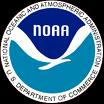 NATIONAL OCEANIC AND ATMOSPHERIC ADMINISTRATION
NOAA
U.S. DEPARTMENT OF COMMERCE